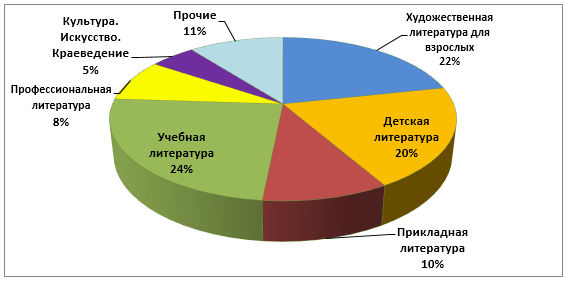 Культура.
Искусство.
Краеведение
5%
Прочие
11%
Художественная
литература для
взрослых
22%
Профессиональная
литература
8%
Учебная
литература
24%
Детская
литература
20%
Прикладная
литература
10%